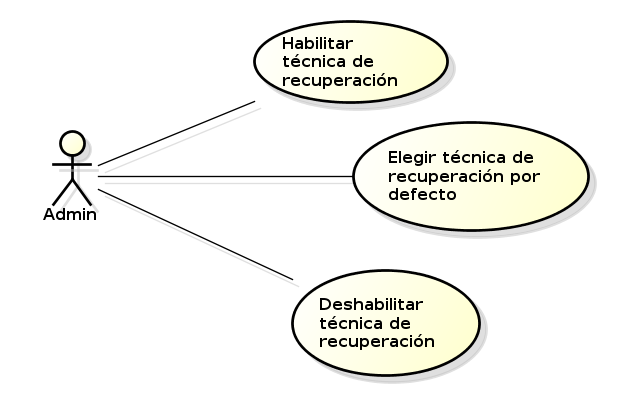 Habilitar
técnica de
recuperación
Elegir técnica de
recuperación por
defecto
Admin
Deshabilitar
técnica de
recuperación